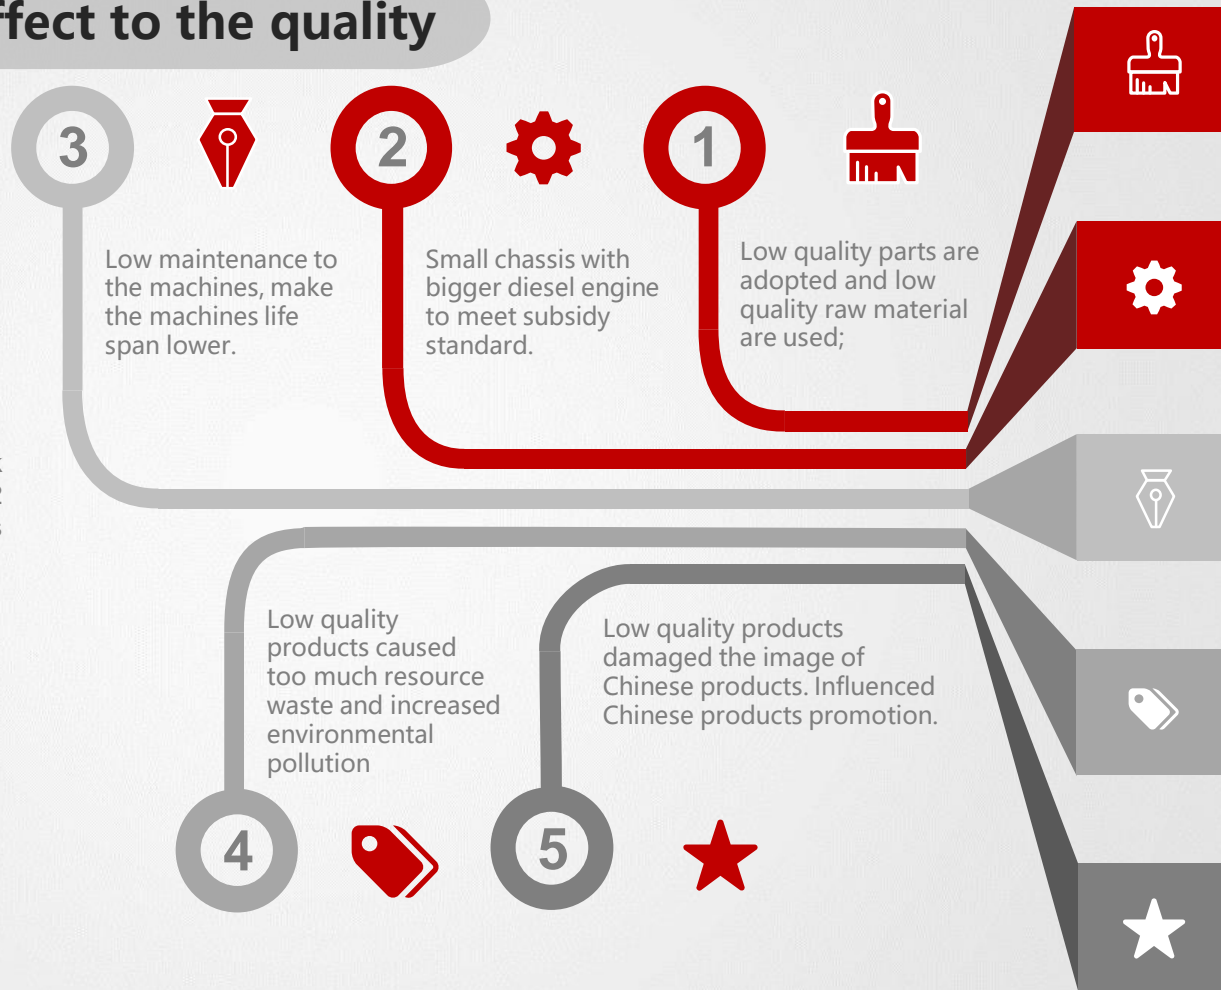 ffect to the quality
3
2
1
Low maintenance to
the machines, make
the machines life
span lower.
Small chassis with
bigger diesel engine
to meet subsidy
standard.
Low quality parts are
adopted and low
quality raw material
are used;
Low quality
products caused
too much resource
waste and increased
environmental
pollution
Low quality products
damaged the image of
Chinese products. Influenced
Chinese products promotion.
4
5